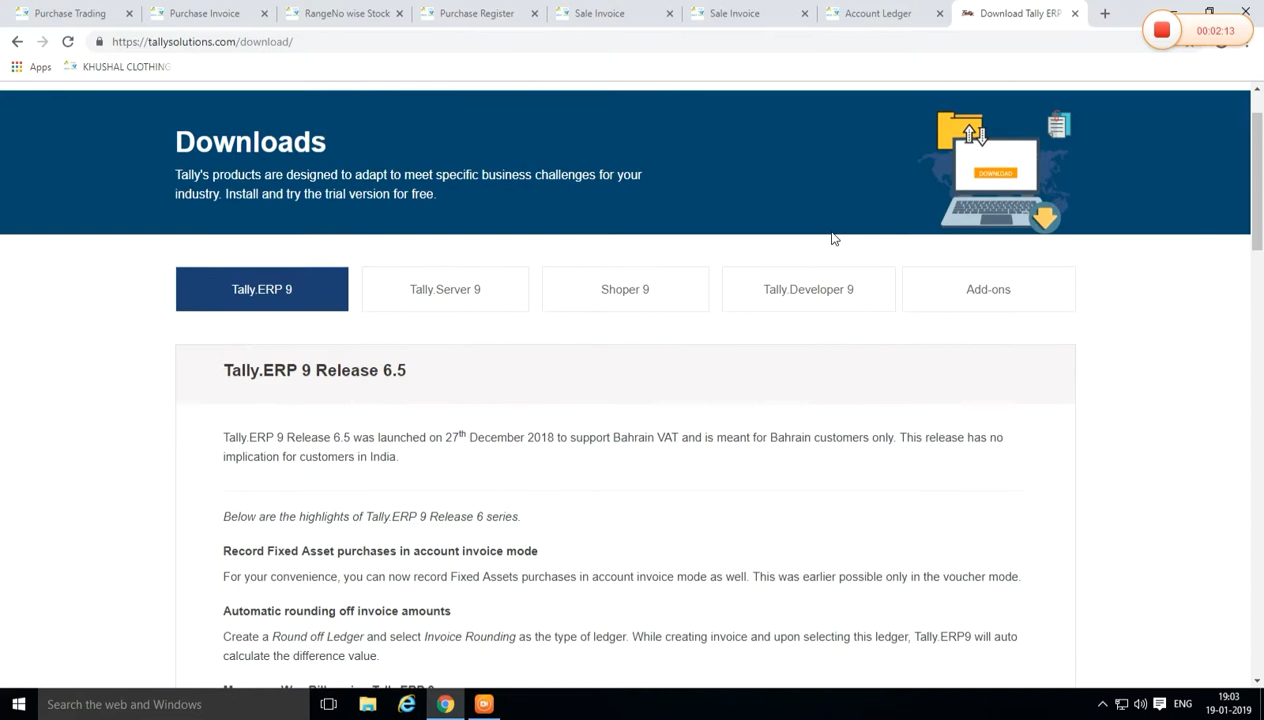 Purchase Trading
Purchase Invoice
RangeNo wise Stock
Purchase Register
Sale Invoice
Sale Invoice
Account Ledger
Download Tally ERP
00:02:13
https://tallysolutions.com/download/
Apps
KHUSHAL CLOTHING
Downloads
Tally's products are designed to adapt to meet specific business challenges for your
industry. Install and try the trial version for free.
DOWNLOAD
Tally.ERP 9
Tally.Server 9
Shoper 9
Tally.Developer 9
Add-ons
Tally.ERP 9 Release 6.5
Tally.ERP 9 Release 6.5 was launched on 27th December 2018 to support Bahrain VAT and is meant for Bahrain customers only. This release has no
implication for customers in India.
Below are the highlights of Tally.ERP 9 Release 6 series.
Record Fixed Asset purchases in account invoice mode
For your convenience, you can now record Fixed Assets purchases in account invoice mode as well. This was earlier possible only in the voucher mode.
Automatic rounding off invoice amounts
Create a Round off Ledger and select Invoice Rounding as the type of ledger. While creating invoice and upon selecting this ledger, Tally.ERP9 will auto
calculate the difference value.
Search the web and Windows
ENG
19:03
19-01-2019